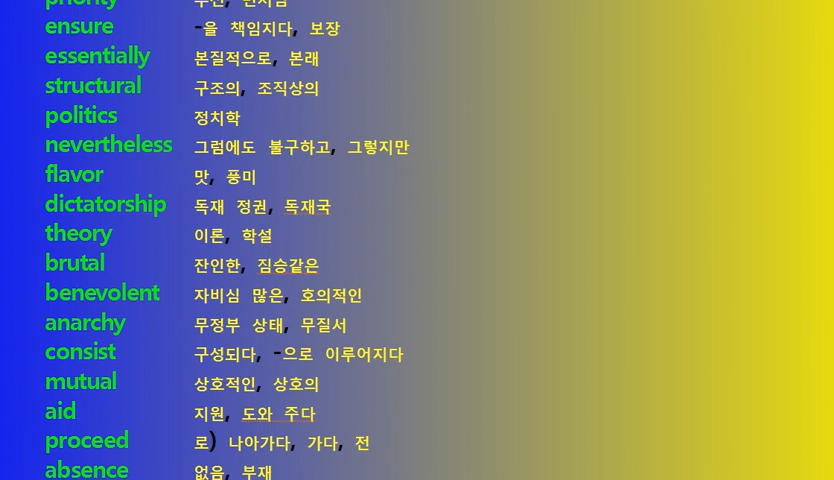 priority 우선,
ensure -을 책임지다, 보장
essentially 본질적으로, 본래
structural 구조의, 조직상의
politics 정치학
nevertheless 그럼에도 불구하고, 그렇지만
flavor 맛, 풍미
dictatorship 독재 정권, 독재국
theory 이론, 학설
brutal 잔인한, 짐승같은
benevolent 자비심 많은, 호의적인
anarchy 무정부 상태, 무질서
consist 구성되다, -으로 이루어지다
mutual 상호적인, 상호의
aid 지원, 도와 주다
proceed 로) 나아가다, 가다, 전
absence 없음, 부재